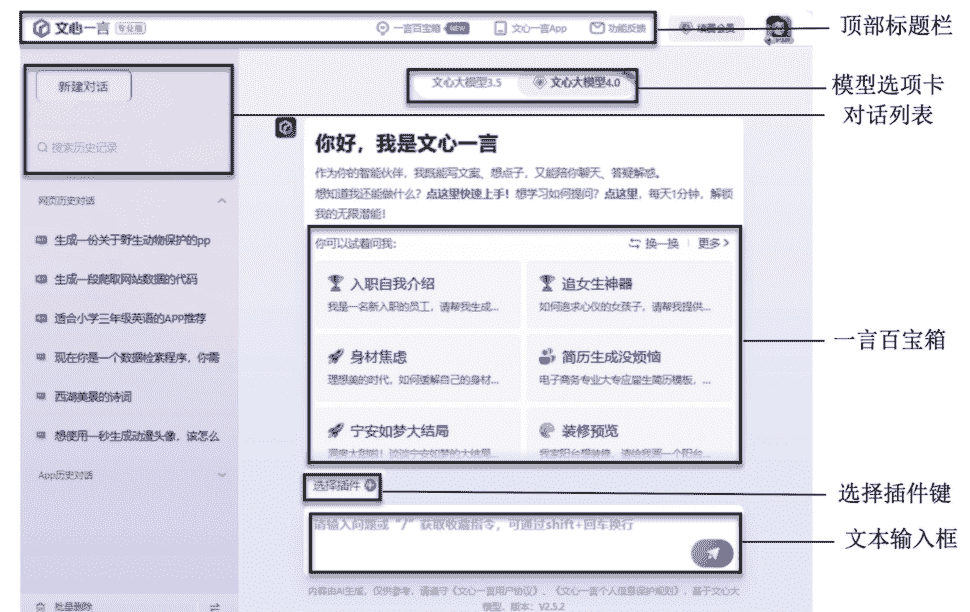 文心一言 专业版
一言百宝箱 NEW 文心一言App 功能反馈
顶部标题栏
新建对话
搜索历史记录
文心大模型3.5 文心大模型4.0
模型选项卡
对话列表
你好，我是文心一言
作为你的智能伙伴，我既能写文案、想点子，又能陪你聊天、答疑解惑。
想知道我还能做什么？点这里快速上手！想学习如何提问？点这里，每天1分钟，解锁
我的无限潜能！
网页历史对话
生成一份关于野生动物保护的pp
生成一段爬取网站数据的代码
适合小学三年级英语的APP推荐
现在你是一个数据检索程序，你需
西湖美景的诗词
想使用一秒生成动漫头像，该怎么
App历史对话
批量删除
你可以试着问我：
换一换 | 更多
入职自我介绍
我是一名新入职的员工，请帮我生成...
追女生神器
如何追求心仪的女孩子，请帮我提供...
身材焦虑
理想美的时代，如何缓解自己的身材...
简历生成没烦恼
电子商务专业大专应届生简历模板，...
宁安如梦大结局
装修预览
一言百宝箱
选择插件
选择插件键
请输入问题或“/”获取收藏指令，可通过shift+回车换行
文本输入框
内容由AI生成，仅供参考，请遵守《文心一言用户协议》、《文心一言个人信息保护规则》，基于文心大
模型，版本：V2.5.2